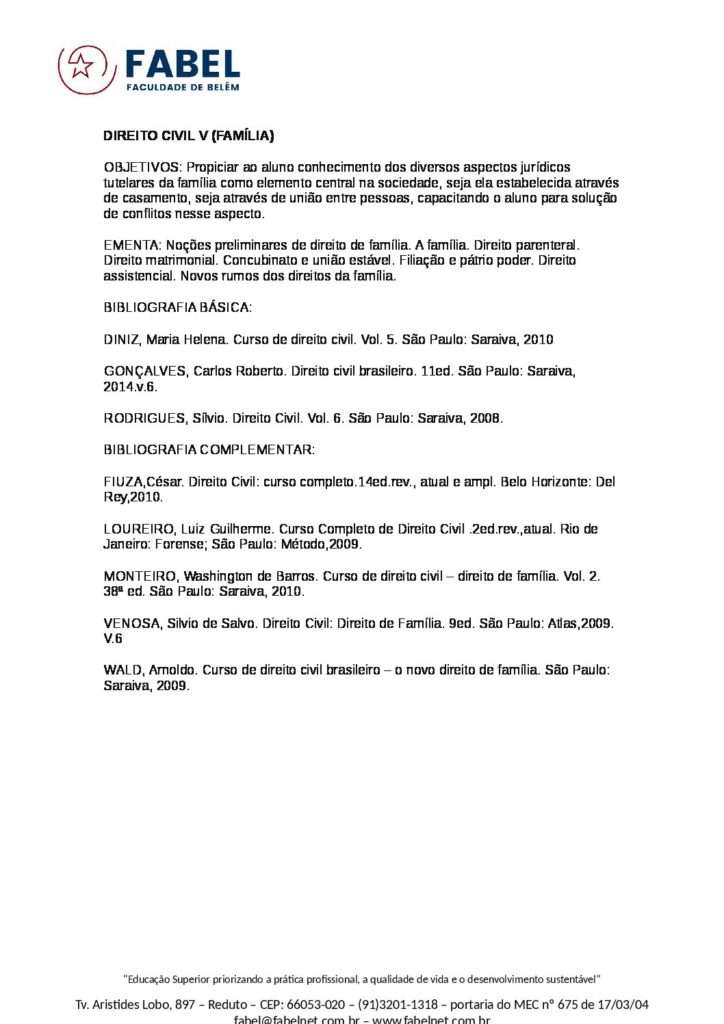 FABEL
FACULDADE DE BELÉM
DIREITO CIVIL V (FAMÍLIA)
OBJETIVOS: Propiciar ao aluno conhecimento dos diversos aspectos jurídicos
tutelares da família como elemento central na sociedade, seja ela estabelecida através
de casamento, seja através de união entre pessoas, capacitando o aluno para solução
de conflitos nesse aspecto.
EMENTA: Noções preliminares de direito de família. A família. Direito parenteral.
Direito matrimonial. Concubinato e união estável. Filiação e pátrio poder. Direito
assistencial. Novos rumos dos direitos da família.
BIBLIOGRAFIA BÁSICA:
DINIZ, Maria Helena. Curso de direito civil. Vol. 5. São Paulo: Saraiva, 2010
GONÇALVES, Carlos Roberto. Direito civil brasileiro. 11ed. São Paulo: Saraiva,
2014.v.6.
RODRIGUES, Sílvio. Direito Civil. Vol. 6. São Paulo: Saraiva, 2008.
BIBLIOGRAFIA COMPLEMENTAR:
FIUZA,César. Direito Civil: curso completo.14ed.rev., atual e ampl. Belo Horizonte: Del
Rey,2010.
LOUREIRO, Luiz Guilherme. Curso Completo de Direito Civil .2ed.rev.,atual. Rio de
Janeiro: Forense; São Paulo: Método,2009.
MONTEIRO, Washington de Barros. Curso de direito civil – direito de família. Vol. 2.
38ª ed. São Paulo: Saraiva, 2010.
VENOSA, Silvio de Salvo. Direito Civil: Direito de Família. 9ed. São Paulo: Atlas,2009.
V.6
WALD, Arnoldo. Curso de direito civil brasileiro – o novo direito de família. São Paulo:
Saraiva, 2009.
"Educação Superior priorizando a prática profissional, a qualidade de vida e o desenvolvimento sustentável"
Tv. Aristides Lobo, 897 – Reduto – CEP: 66053-020 – (91)3201-1318 – portaria do MEC nº 675 de 17/03/04
fabel@fabelnet.com.br – www.fabelnet.com.br